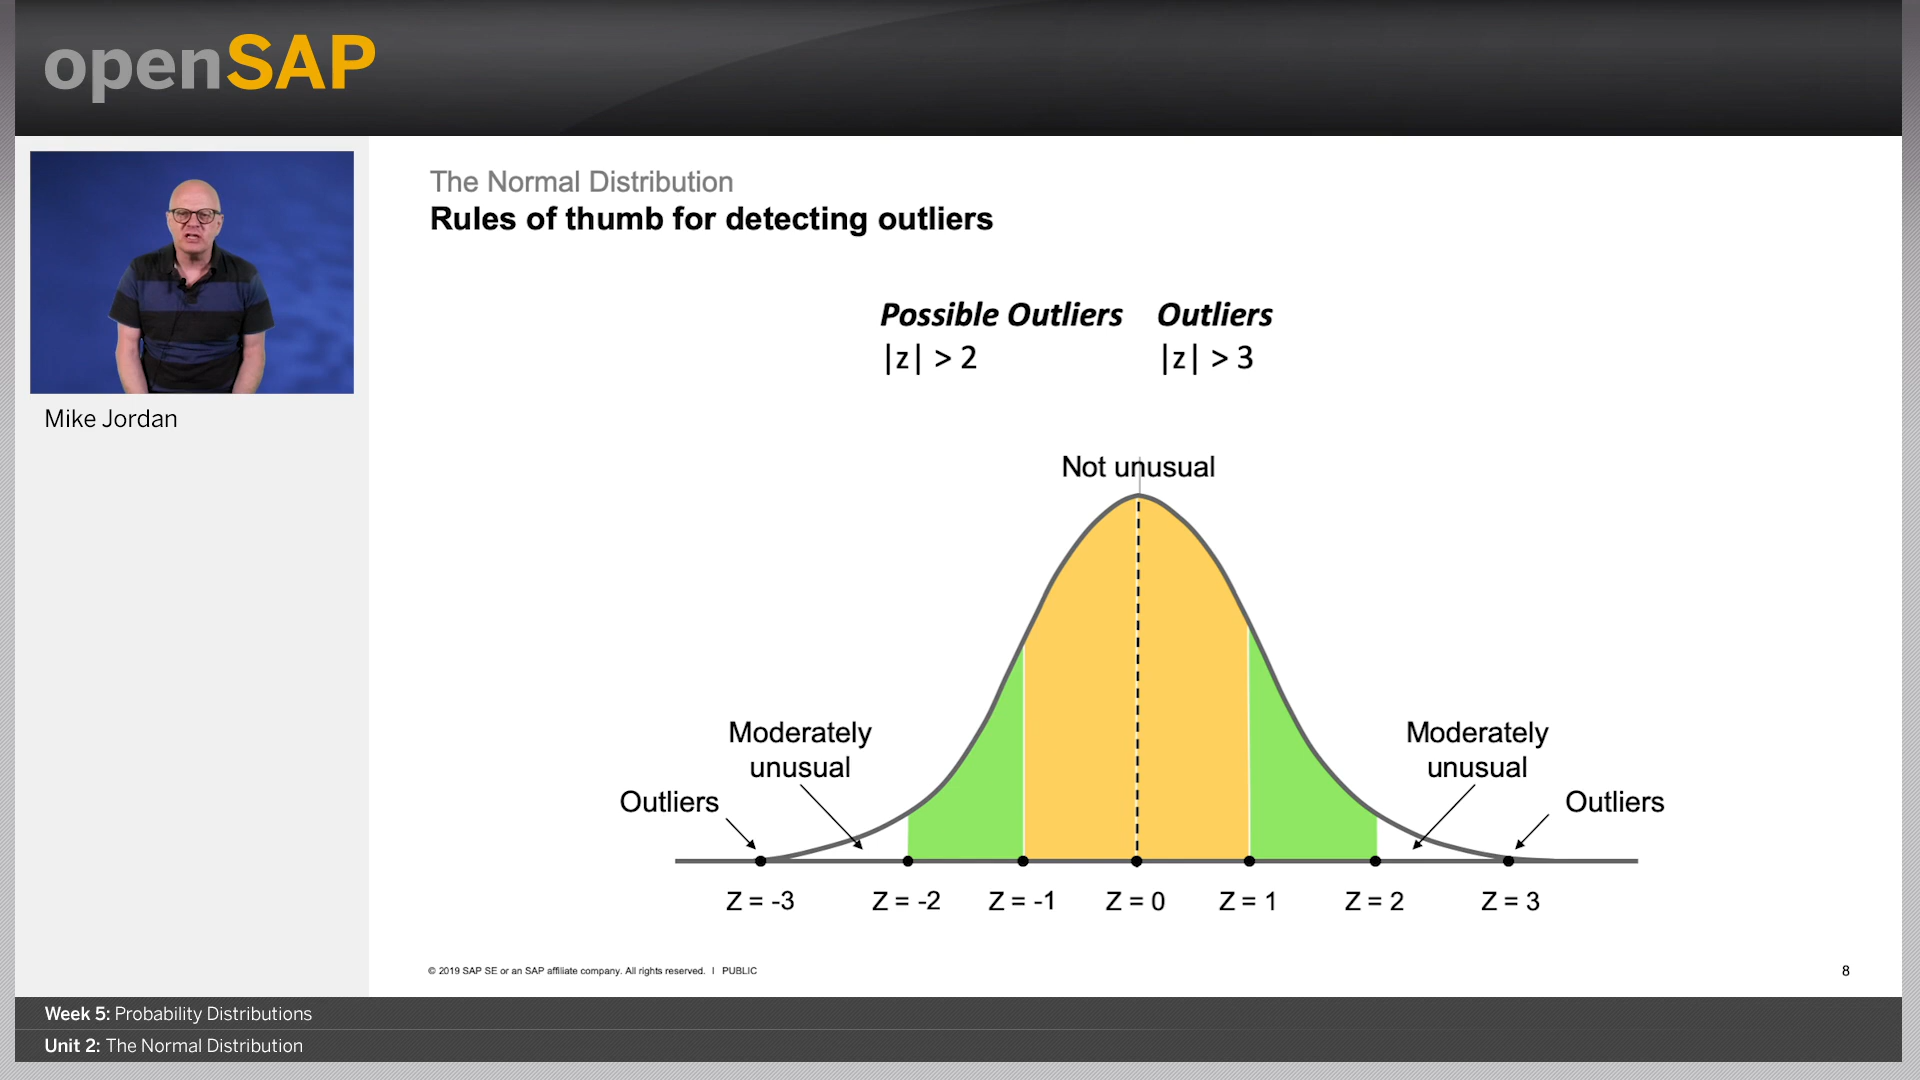 openSAP
Mike Jordan
The Normal Distribution
Rules of thumb for detecting outliers
Possible Outliers Outliers
|z| > 2 |z| > 3
Not unusual
Moderately
unusual
Outliers
Moderately
unusual
Outliers
Z = -3 Z = -2 Z = -1 Z = 0 Z = 1 Z = 2 Z = 3
© 2019 SAP SE or an SAP affiliate company. All rights reserved. I PUBLIC
8
Week 5: Probability Distributions
Unit 2: The Normal Distribution